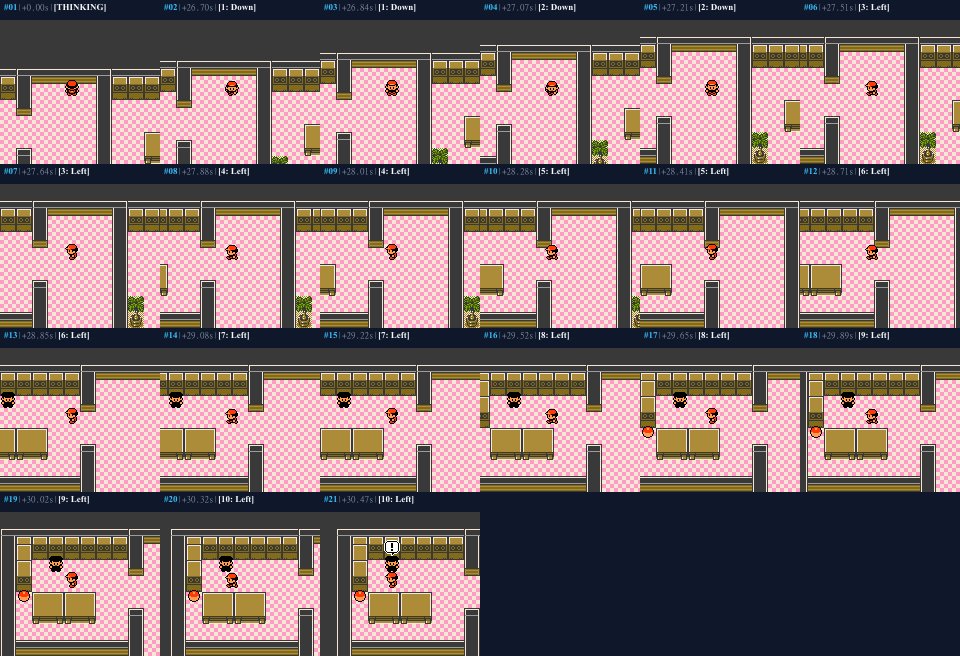 #01|+0.00s|[THINKING]
#02|+26.70s|[1: Down]
#03|+26.84s|[1: Down]
#04|+27.07s|[2: Down]
#05|+27.21s|[2: Down]
#06|+27.51s|[3: Left]
#07|+27.64s|[3: Left]
#08|+27.88s|[4: Left]
#09|+28.01s|[4: Left]
#10|+28.28s|[5: Left]
#11|+28.41s|[5: Left]
#12|+28.71s|[6: Left]
#13|+28.85s|[6: Left]
#14|+29.08s|[7: Left]
#15|+29.22s|[7: Left]
#16|+29.52s|[8: Left]
#17|+29.65s|[8: Left]
#18|+29.89s|[9: Left]
#19|+30.02s|[9: Left]
#20|+30.32s|[10: Left]
#21|+30.47s|[10: Left]
!